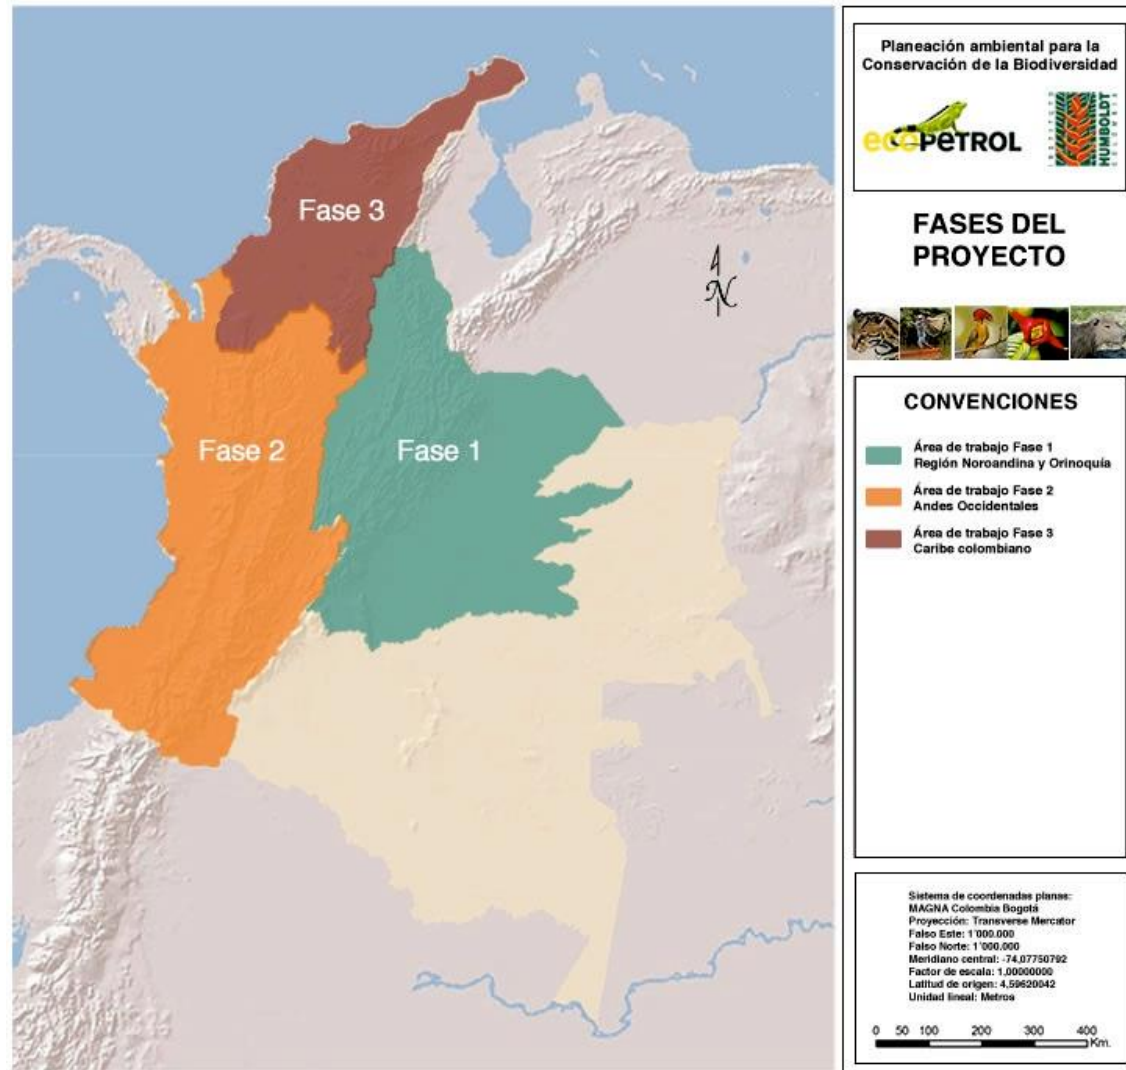 Fase 3
Fase 2
Fase 1
N
Planeación ambiental para la
Conservación de la Biodiversidad
ecoPETROL
INSTITUTO
HUMBOLDT
COLOMBIA
FASES DEL
PROYECTO
CONVENCIONES
Área de trabajo Fase 1
Región Noroandina y Orinoquía
Área de trabajo Fase 2
Andes Occidentales
Área de trabajo Fase 3
Caribe colombiano
Sistema de coordenadas planas:
MAGNA Colombia Bogotá
Proyección: Transverse Mercator
Falso Este: 1'000.000
Falso Norte: 1'000.000
Meridiano central: -74,07750792
Factor de escala: 1,00000000
Latitud de origen: 4,59620042
Unidad lineal: Metros
0 50 100 200 300 400
Km.